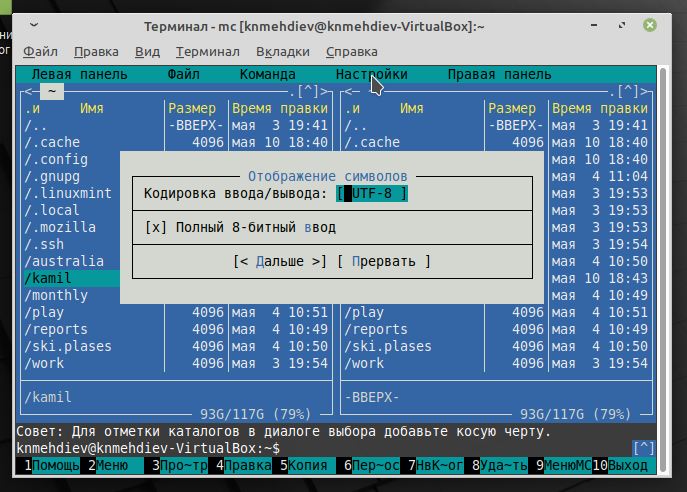 Терминал - mc [knmehdiev@knmehdiev-VirtualBox]:~
Файл Правка Вид Терминал Вкладки Справка
Левая панель Файл Команда Настройки Правая панель
<─ ~ .[^]> <─ .[^]>
.и Имя Размер Время правки .и Имя Размер Время правки
/.. -ВВЕРХ- мая 3 19:41 /.. -ВВЕРХ- мая 3 19:41
/.cache 4096 мая 10 18:40 /.cache 4096 мая 10 18:40
/.config мая 10 18:40
/.gnupg мая 4 11:04
/.linuxmint мая 3 19:53
/.local мая 3 19:53
/.mozilla мая 3 19:53
/.ssh мая 3 19:54
/australia мая 4 10:50
/kamil мая 10 18:43
/monthly мая 4 10:49
/play 4096 мая 4 10:51 /play 4096 мая 4 10:51
/reports 4096 мая 4 10:49 /reports 4096 мая 4 10:49
/ski.plases 4096 мая 4 10:50 /ski.plases 4096 мая 4 10:50
/work 4096 мая 3 19:54 /work 4096 мая 3 19:54
Отображение символов
Кодировка ввода/вывода: [ UTF-8 ]
[x] Полный 8-битный ввод
[< Дальше >] [ Прервать ]
/kamil -ВВЕРХ-
93G/117G (79%) 93G/117G (79%)
Совет: Для отметки каталогов в диалоге выбора добавьте косую черту.
knmehdiev@knmehdiev-VirtualBox:~$ [^]
1Помощь 2Меню 3Про~тр 4Правка 5Копия 6Пер~ос 7НвК~ог 8Уда~ть 9МенюМС 10Выход